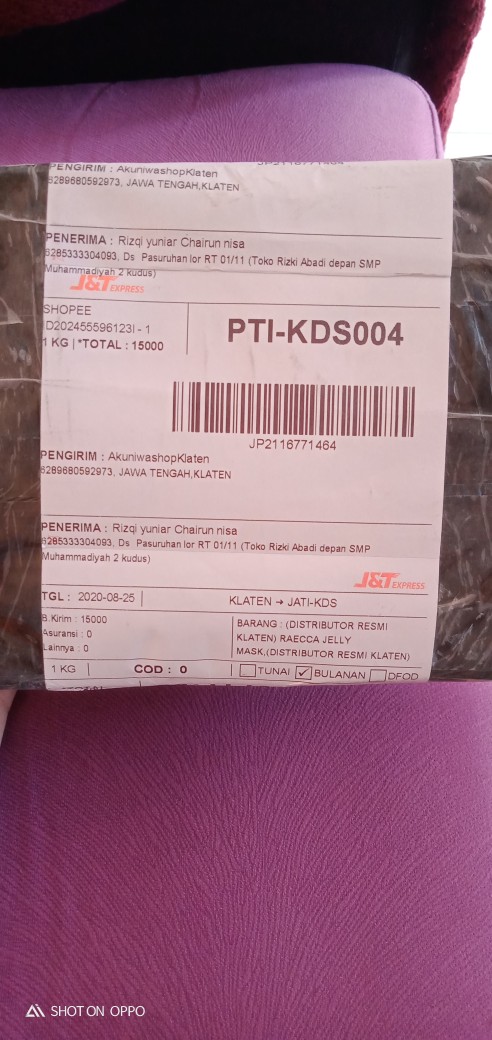 PENGIRIM : AkuniwashopKlaten
6289680592973, JAWA TENGAH,KLATEN
PENERIMA : Rizqi yuniar Chairun nisa
6285333304093, Ds Pasuruhan lor RT 01/11 (Toko Rizki Abadi depan SMP
Muhammadiyah 2 kudus)
J&T EXPRESS
SHOPEE
ID202455596123I - 1
1 KG | *TOTAL : 15000
PTI-KDS004
JP2116771464
PENGIRIM : AkuniwashopKlaten
6289680592973, JAWA TENGAH,KLATEN
PENERIMA : Rizqi yuniar Chairun nisa
6285333304093, Ds Pasuruhan lor RT 01/11 (Toko Rizki Abadi depan SMP
Muhammadiyah 2 kudus)
J&T EXPRESS
TGL : 2020-08-25 |
KLATEN → JATI-KDS
B.Kirim : 15000
Asuransi : 0
Lainnya : 0
BARANG : (DISTRIBUTOR RESMI
KLATEN) RAECCA JELLY
MASK,(DISTRIBUTOR RESMI KLATEN)
1 KG | COD : 0 | TUNAI BULANAN DFOD
SHOT ON OPPO